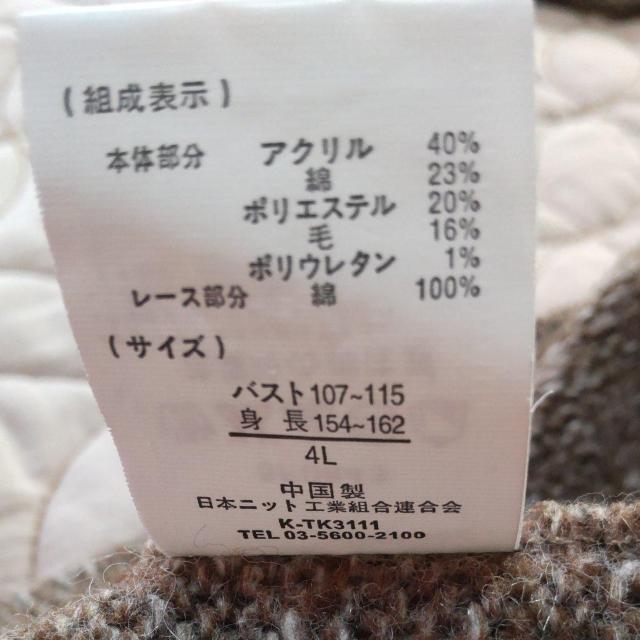 (組成表示)
本体部分 アクリル 40%
綿 23%
ポリエステル 20%
毛 16%
ポリウレタン 1%
レース部分 綿 100%
(サイズ)
バスト107~115
身長154~162
4L
中国製
日本ニット工業組合連合会
K-TK3111
TEL 03-5600-2100